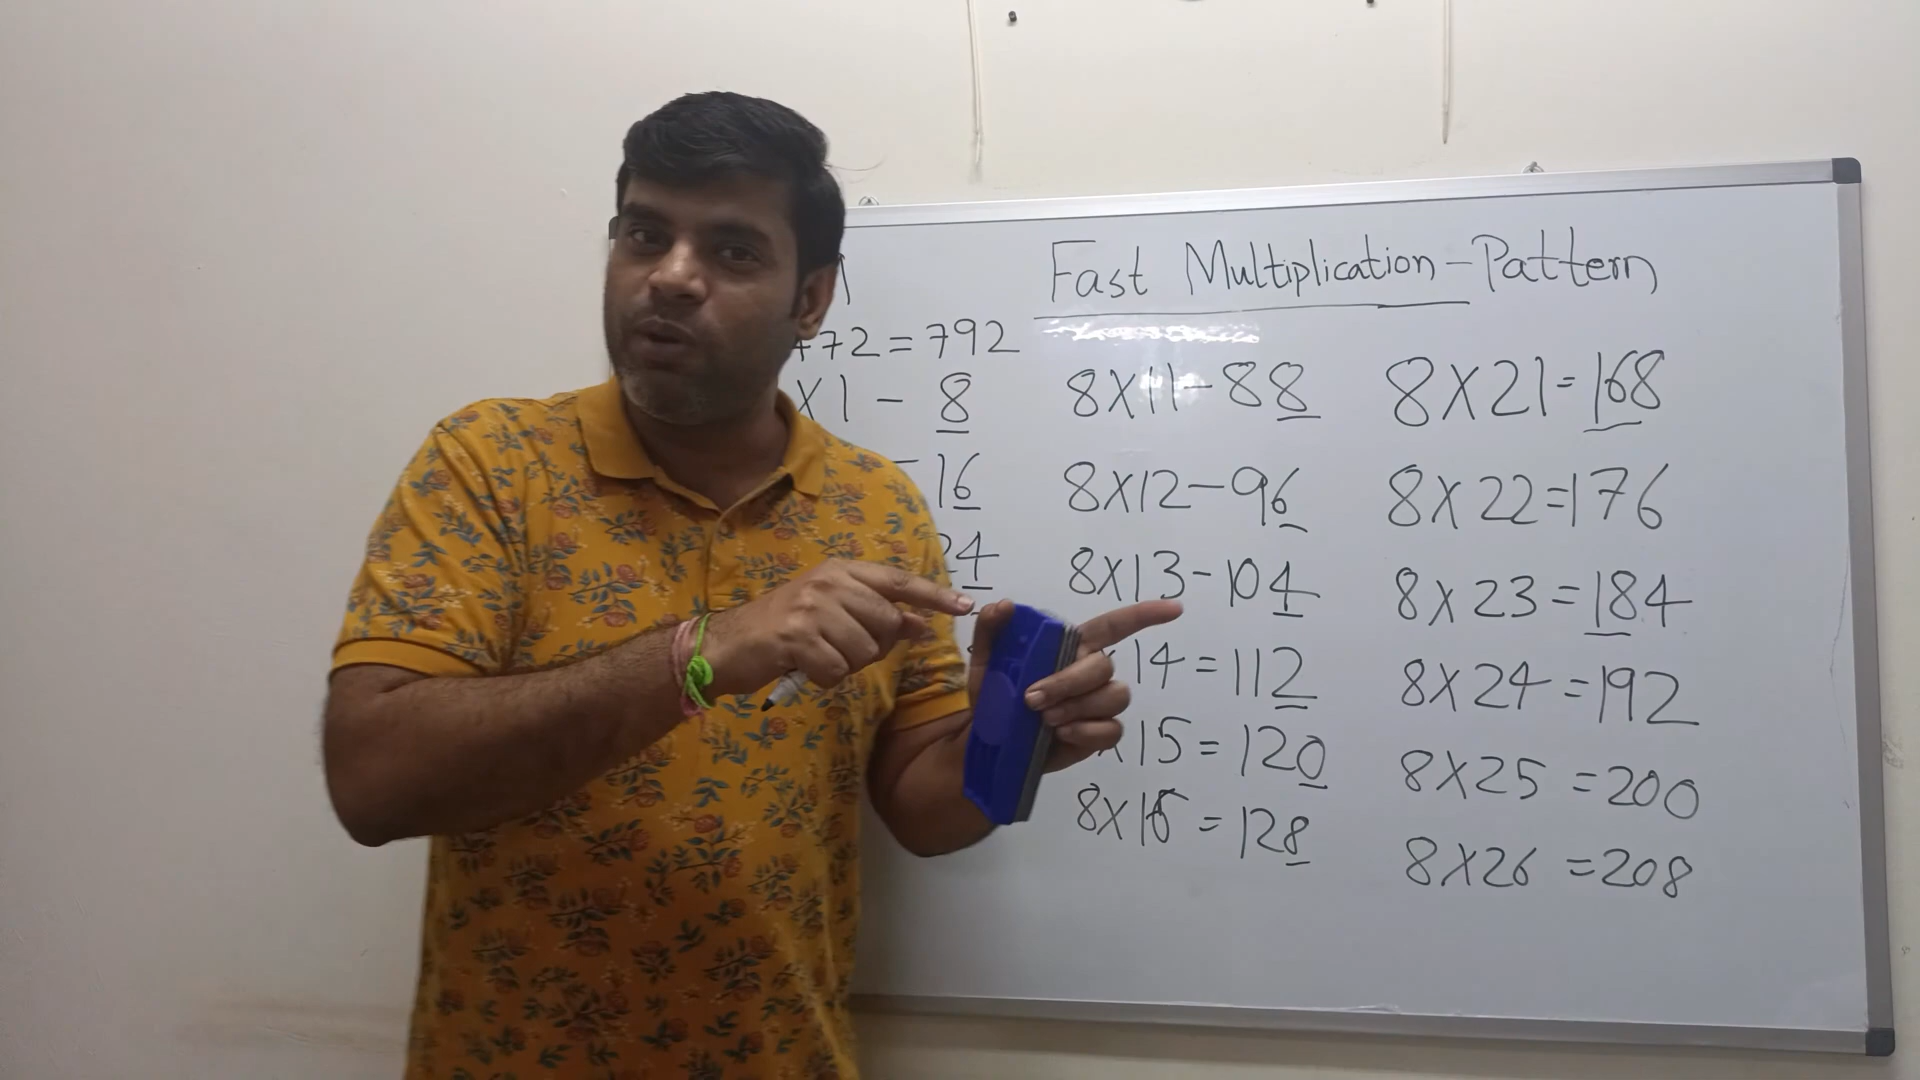 Fast Multiplication-Pattern
+72=792
X1 - 8
- 16
24
8X11-88
8X12-96
8X13-104
14=112
15=120
8X16=128
8X21=168
8X22=176
8X23=184
8X24=192
8X25=200
8X26=208